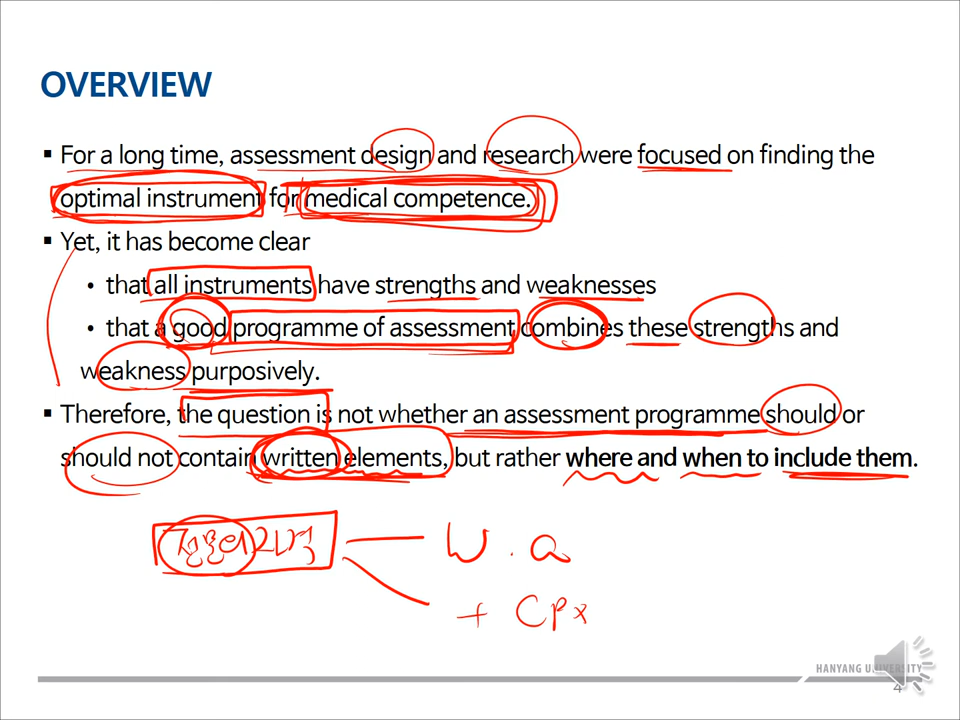 OVERVIEW
▪ For a long time, assessment design and research were focused on finding the
optimal instrument for medical competence.
▪ Yet, it has become clear
• that all instruments have strengths and weaknesses
• that a good programme of assessment combines these strengths and
weakness purposively.
▪ Therefore, the question is not whether an assessment programme should or
should not contain written elements, but rather where and when to include them.
W. a
+ CPx
HANYANG UNIVERSITY
4